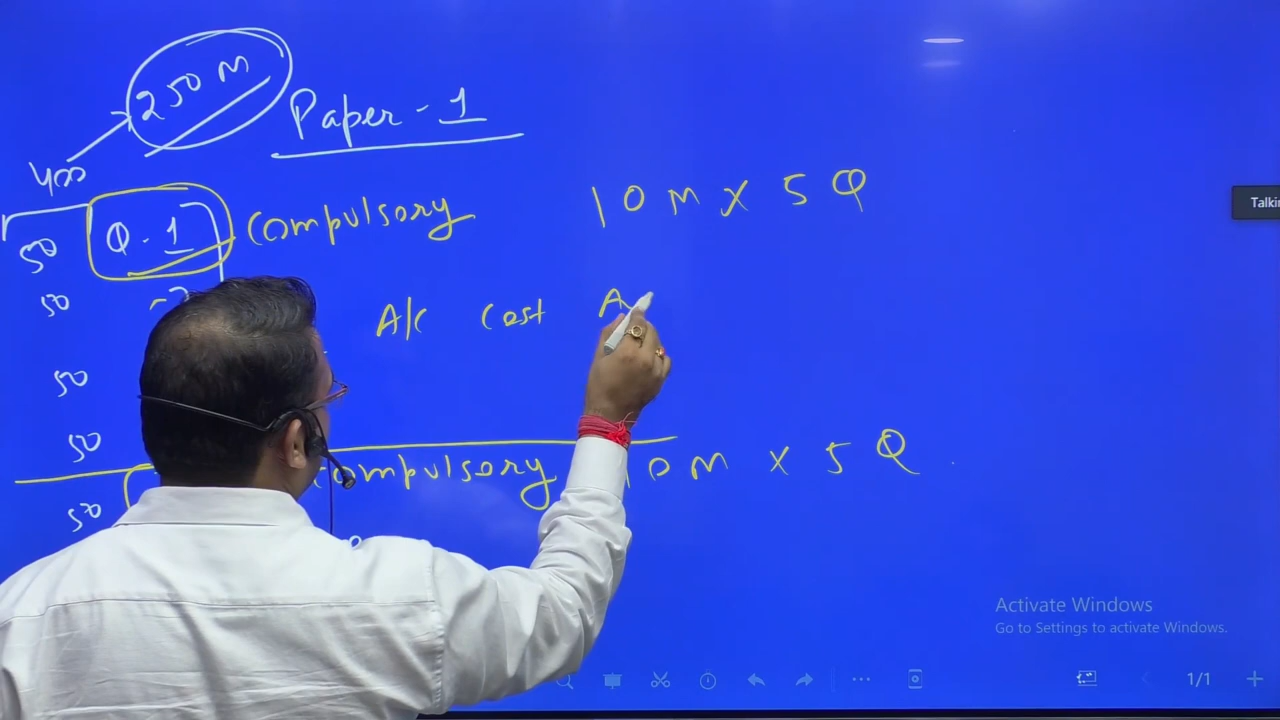 250 M
Paper - 1
400
50 Q - 1 Compulsory 10 M X 5 Q
50
A/C Cost A
50
50
ompulsory 0 M X 5 Q
50
Talkin
Activate Windows
Go to Settings to activate Windows.
1/1